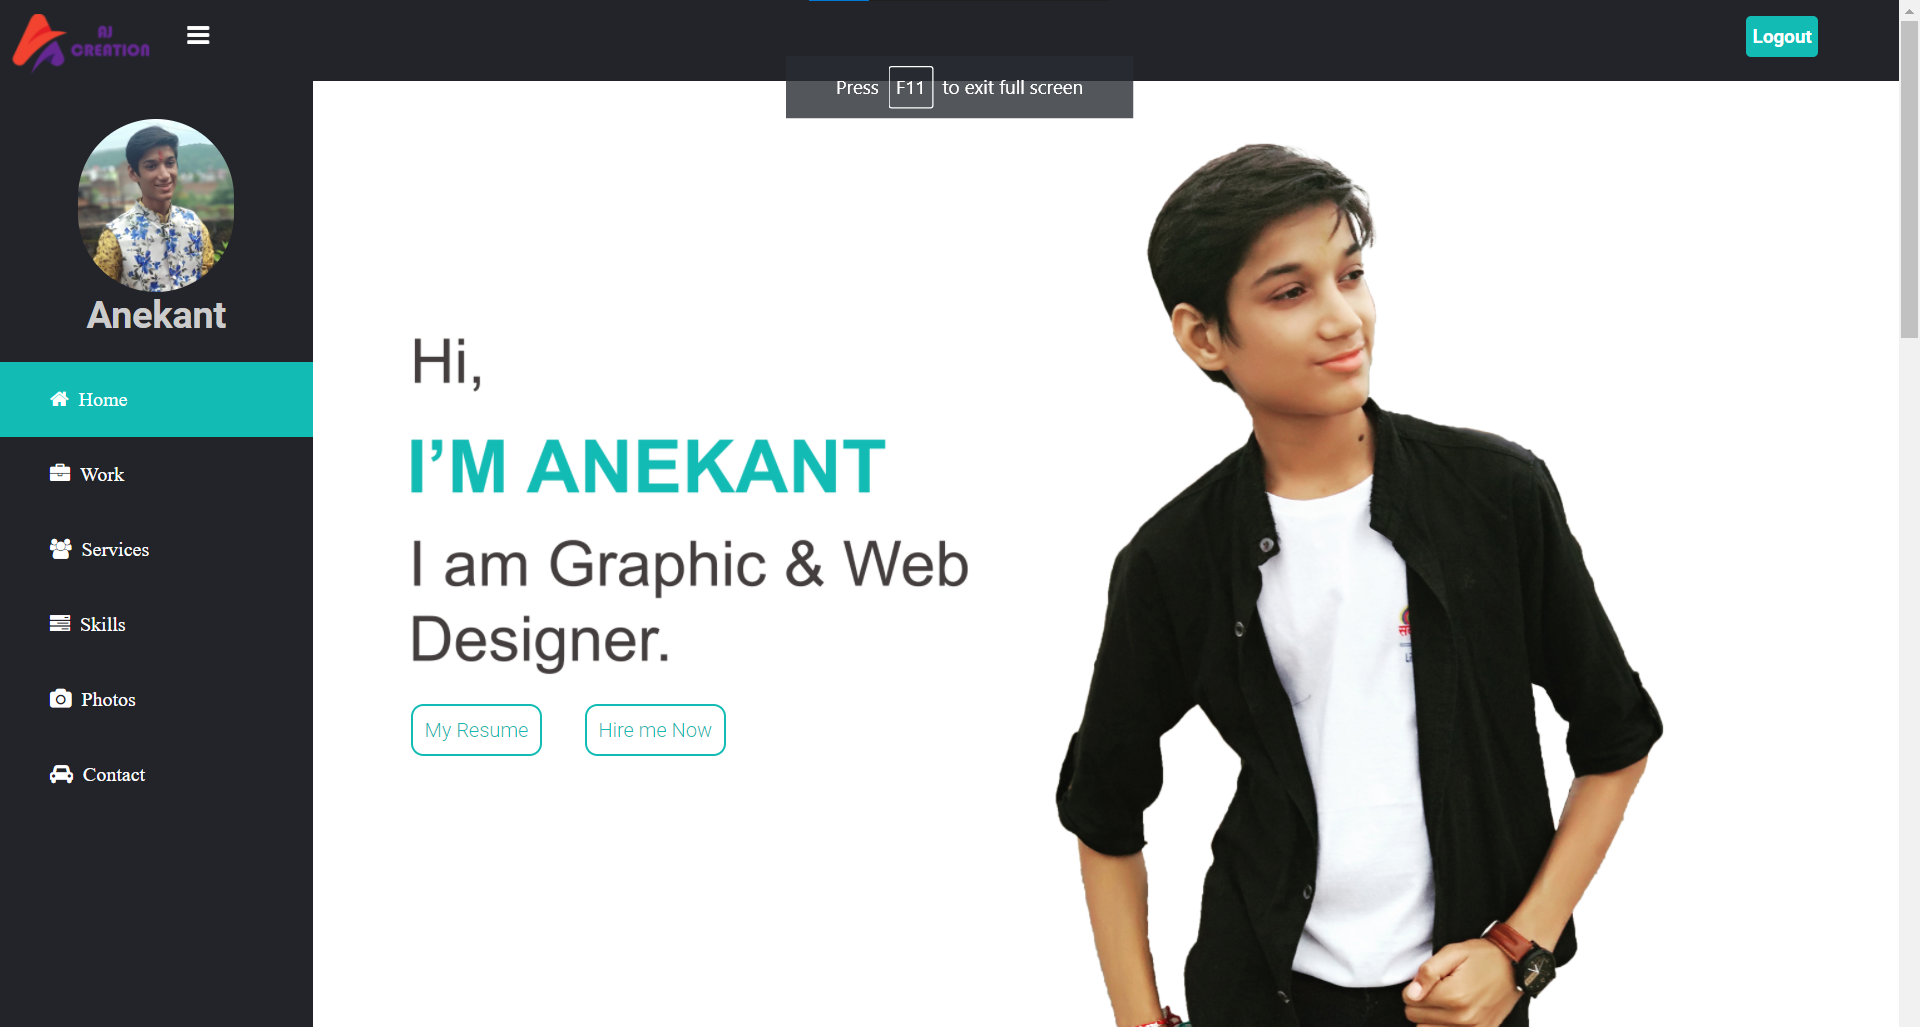 AJ
CREATION
Logout
Press F11 to exit full screen
Anekant
Home
Work
Services
Skills
Photos
Contact
Hi,
I’M ANEKANT
I am Graphic & Web
Designer.
My Resume
Hire me Now